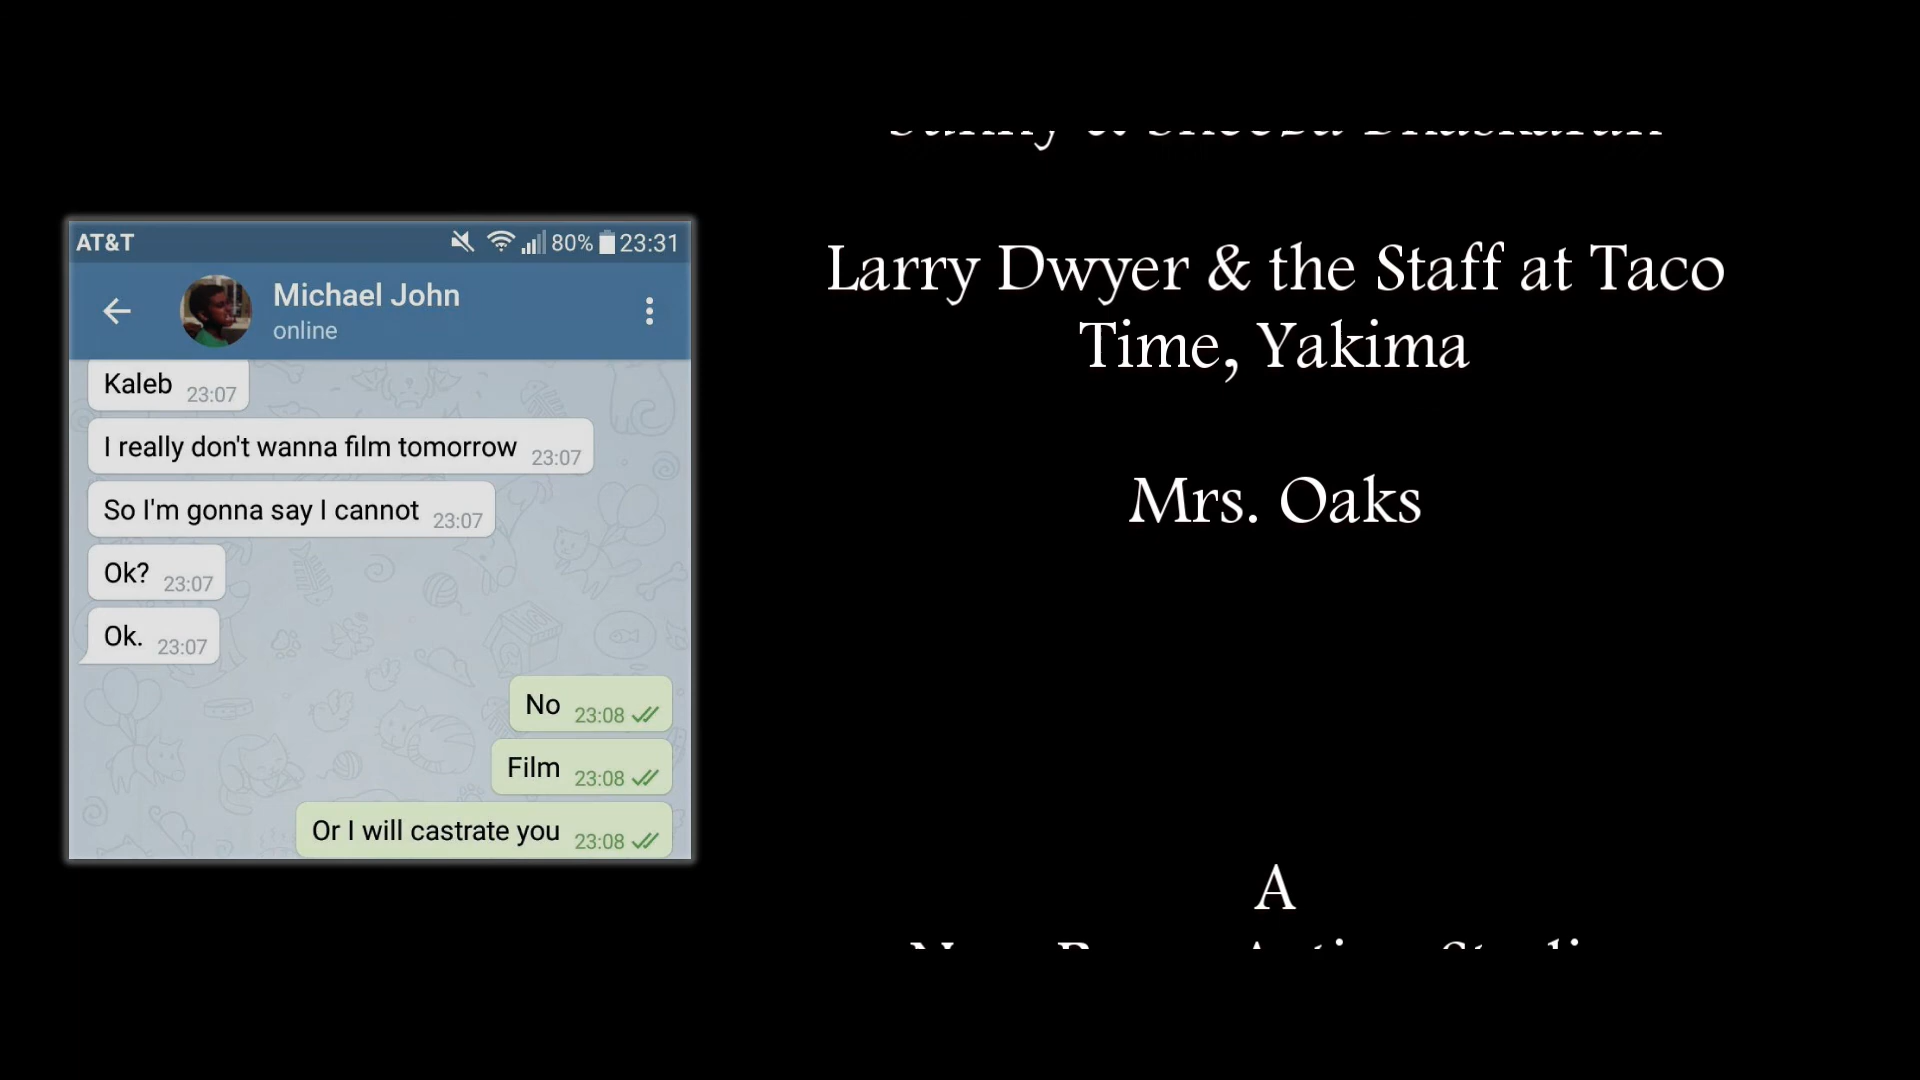 AT&T 80% 23:31
Michael John
online
Kaleb 23:07
I really don't wanna film tomorrow 23:07
So I'm gonna say I cannot 23:07
Ok? 23:07
Ok. 23:07
No 23:08
Film 23:08
Or I will castrate you 23:08
Larry Dwyer & the Staff at Taco
Time, Yakima
Mrs. Oaks
A